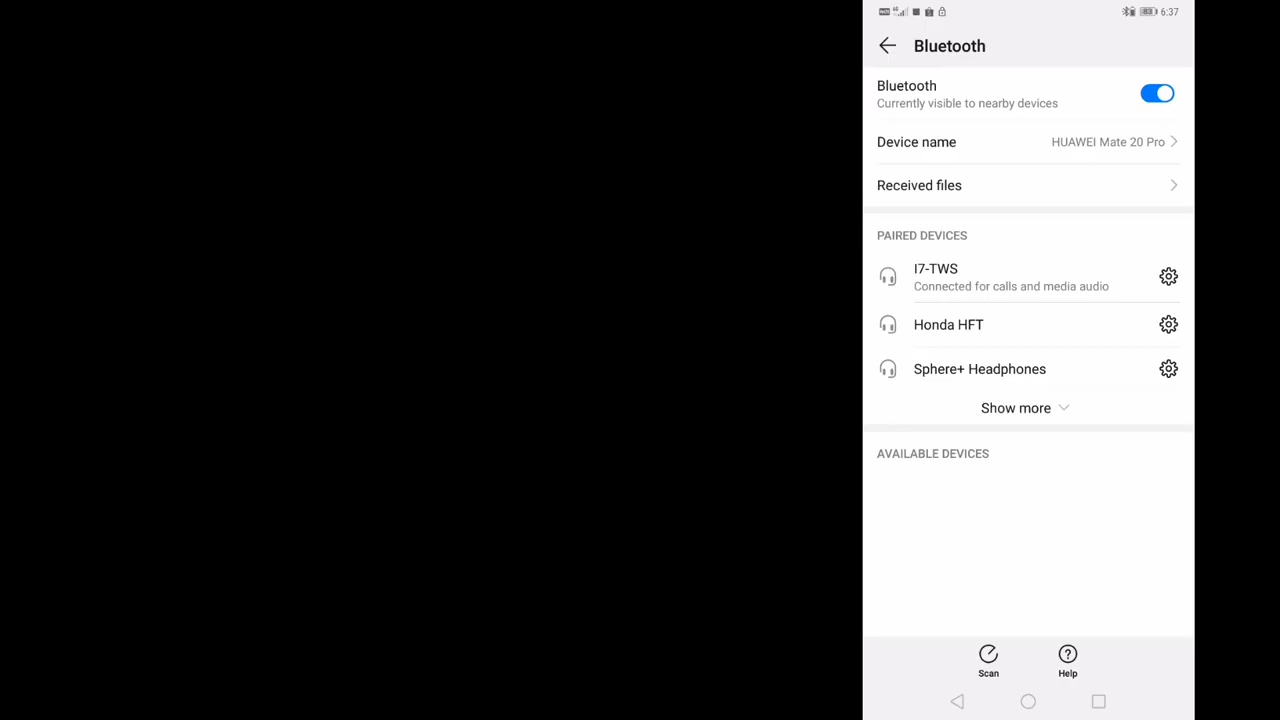 6:37
Bluetooth
Bluetooth
Currently visible to nearby devices
Device name HUAWEI Mate 20 Pro
Received files
PAIRED DEVICES
I7-TWS
Connected for calls and media audio
Honda HFT
Sphere+ Headphones
Show more
AVAILABLE DEVICES
Scan Help